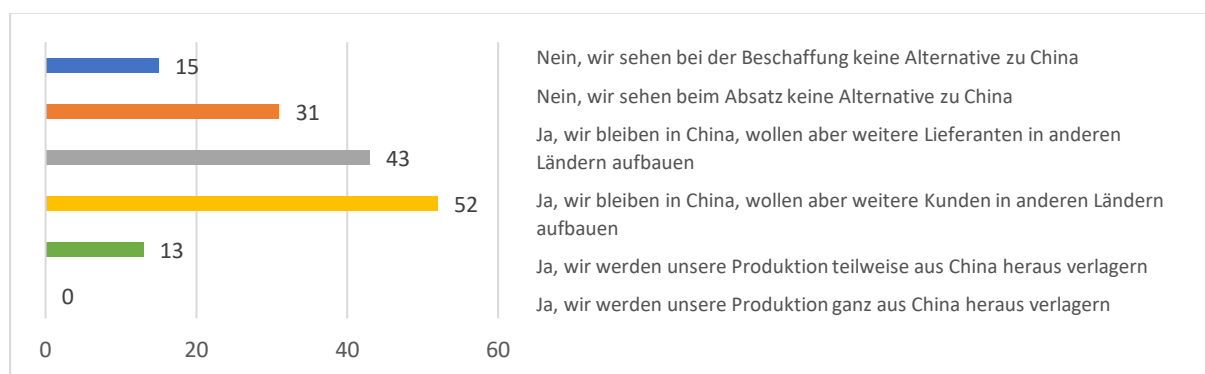 15
Nein, wir sehen bei der Beschaffung keine Alternative zu China
31
Nein, wir sehen beim Absatz keine Alternative zu China
43
Ja, wir bleiben in China, wollen aber weitere Lieferanten in anderen
Ländern aufbauen
52
Ja, wir bleiben in China, wollen aber weitere Kunden in anderen Ländern
aufbauen
13
Ja, wir werden unsere Produktion teilweise aus China heraus verlagern
0
Ja, wir werden unsere Produktion ganz aus China heraus verlagern
0 20 40 60